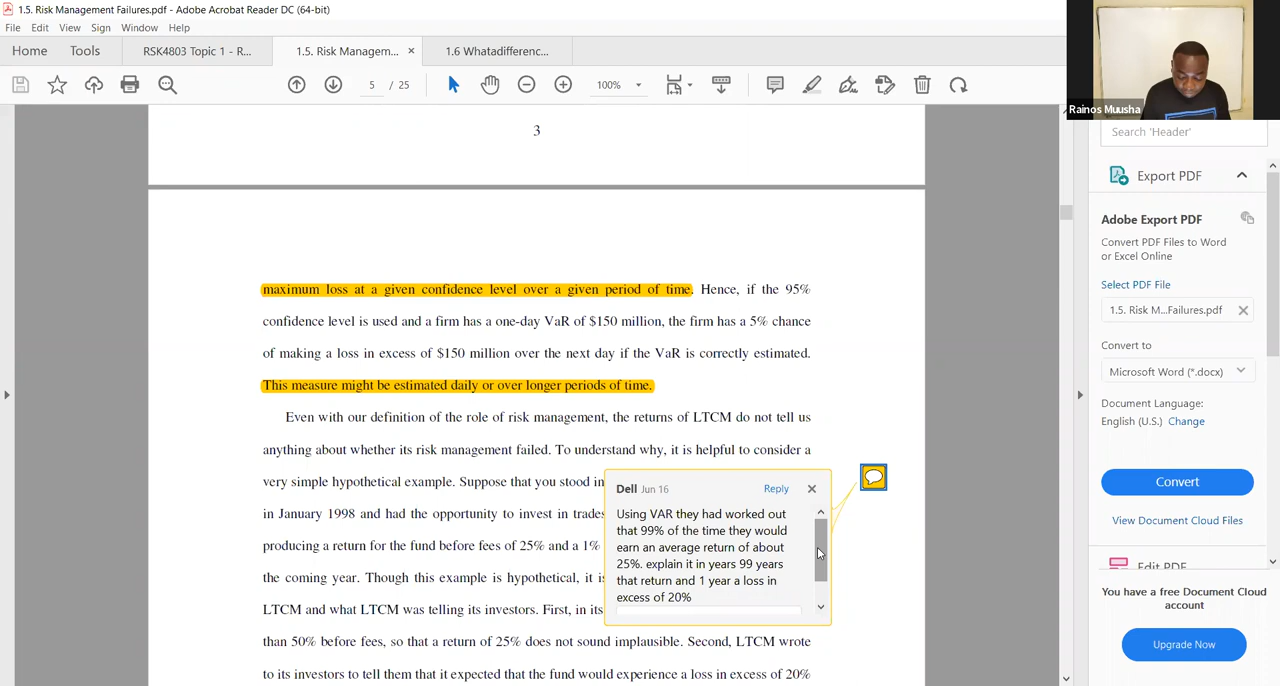 1.5. Risk Management Failures.pdf - Adobe Acrobat Reader DC (64-bit)
File Edit View Sign Window Help
Home Tools RSK4803 Topic 1 - R... 1.5. Risk Managem... × 1.6 Whatadifferenc...
5 / 25 100%
Rainos Muusha
3
maximum loss at a given confidence level over a given period of time. Hence, if the 95%
confidence level is used and a firm has a one-day VaR of $150 million, the firm has a 5% chance
of making a loss in excess of $150 million over the next day if the VaR is correctly estimated.
This measure might be estimated daily or over longer periods of time.
Even with our definition of the role of risk management, the returns of LTCM do not tell us
anything about whether its risk management failed. To understand why, it is helpful to consider a
very simple hypothetical example. Suppose that you stood in
in January 1998 and had the opportunity to invest in trades
producing a return for the fund before fees of 25% and a 1%
the coming year. Though this example is hypothetical, it is
LTCM and what LTCM was telling its investors. First, in its
than 50% before fees, so that a return of 25% does not sound implausible. Second, LTCM wrote
to its investors to tell them that it expected that the fund would experience a loss in excess of 20%
Dell Jun 16 Reply
Using VAR they had worked out
that 99% of the time they would
earn an average return of about
25%. explain it in years 99 years
that return and 1 year a loss in
excess of 20%
Search 'Header'
Export PDF
Adobe Export PDF
Convert PDF Files to Word
or Excel Online
Select PDF File
1.5. Risk M...Failures.pdf
Convert to
Microsoft Word (*.docx)
Document Language:
English (U.S.) Change
Convert
View Document Cloud Files
Edit PDF
You have a free Document Cloud
account
Upgrade Now